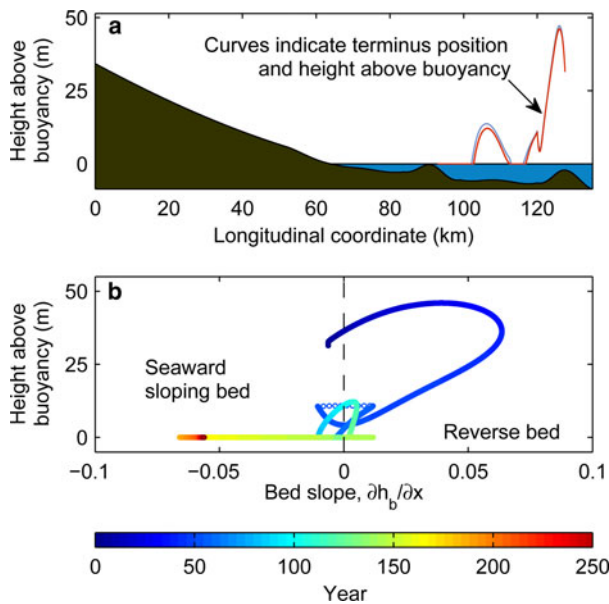 a
Height above
buoyancy (m)
50
25
0
Curves indicate terminus position
and height above buoyancy
0 20 40 60 80 100 120
Longitudinal coordinate (km)
b
Height above
buoyancy (m)
50
25
0
Seaward
sloping bed
Reverse bed
−0.1 −0.05 0 0.05 0.1
Bed slope, ∂h_b/∂x
0 50 100 150 200 250
Year